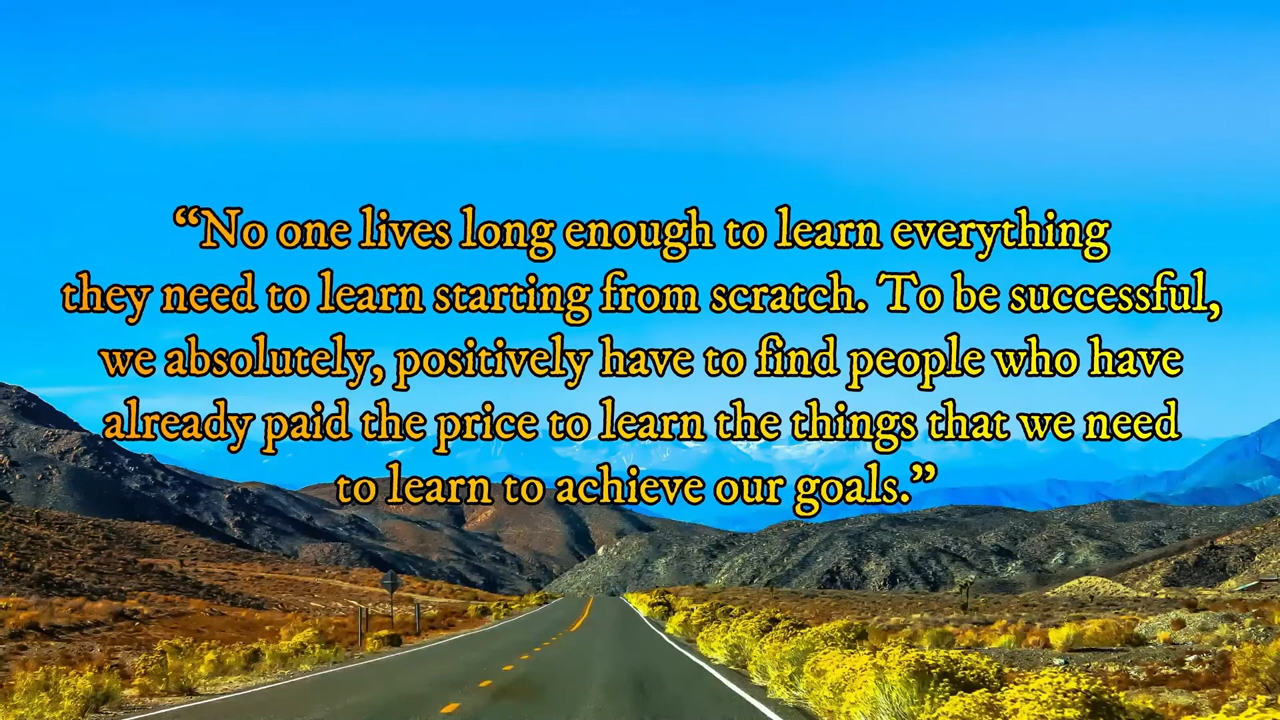 “No one lives long enough to learn everything
they need to learn starting from scratch. To be successful,
we absolutely, positively have to find people who have
already paid the price to learn the things that we need
to learn to achieve our goals.”